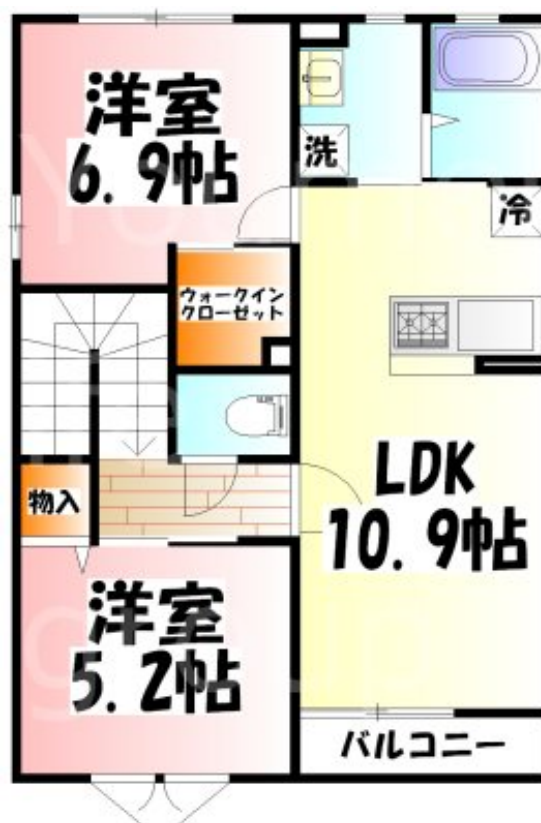 洋室
6.9帖
洗
冷
ウォークイン
クローゼット
物入
LDK
10.9帖
洋室
5.2帖
バルコニー